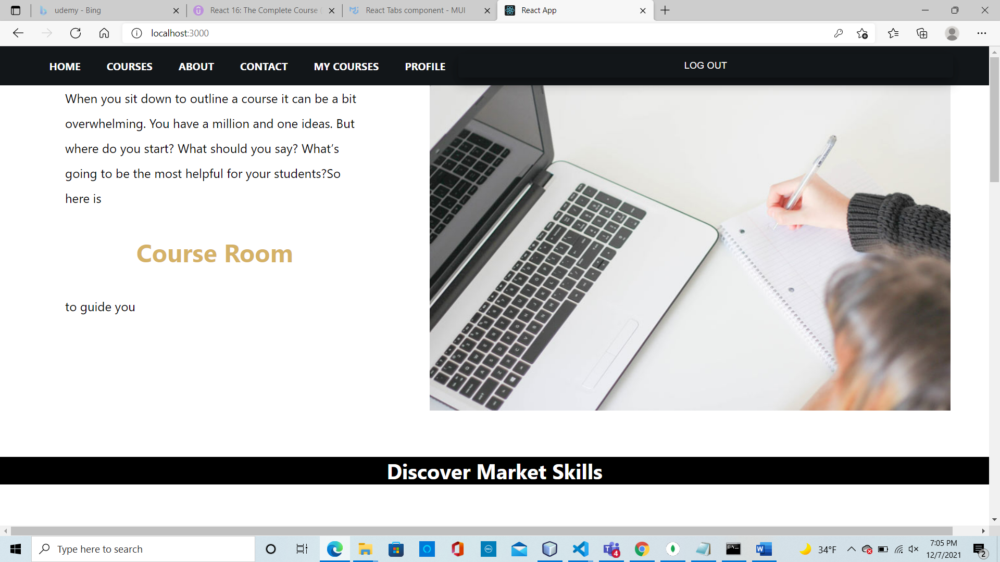 udemy - Bing
React 16: The Complete Course
React Tabs component - MUI
React App
localhost:3000
HOME COURSES ABOUT CONTACT MY COURSES PROFILE LOG OUT
When you sit down to outline a course it can be a bit
overwhelming. You have a million and one ideas. But
where do you start? What should you say? What’s
going to be the most helpful for your students?So
here is
Course Room
to guide you
Discover Market Skills
Type here to search
4
34°F
7:05 PM
12/7/2021
2